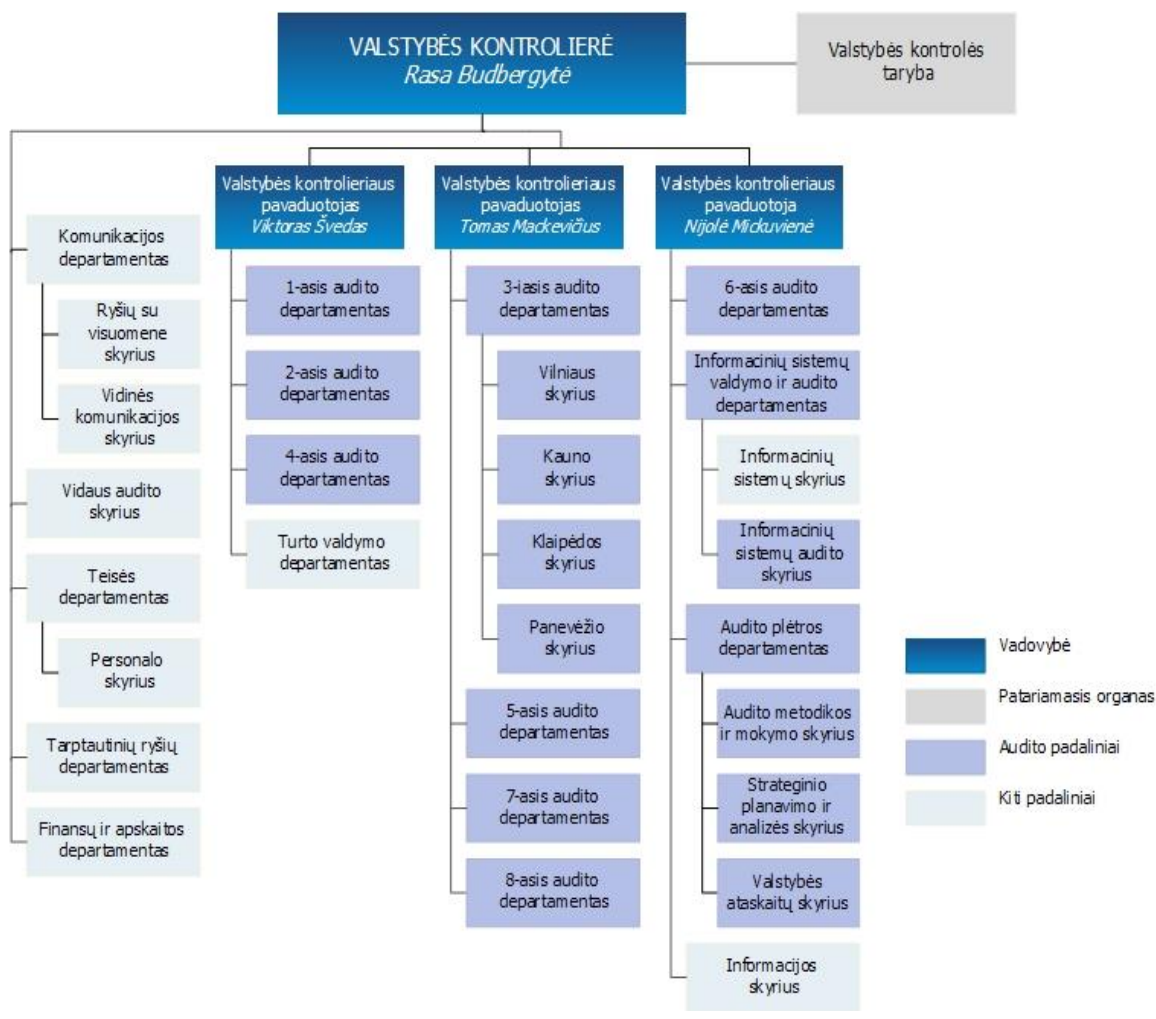 VALSTYBĖS KONTROLIERĖ
Rasa Budbergytė
Valstybės kontrolės
taryba
Komunikacijos
departamentas
Ryšių su
visuomene
skyrius
Vidinės
komunikacijos
skyrius
Vidaus audito
skyrius
Teisės
departamentas
Personalo
skyrius
Tarptautinių ryšių
departamentas
Finansų ir apskaitos
departamentas
Valstybės kontrolieriaus
pavaduotojas
Viktoras Švedas
1-asis audito
departamentas
2-asis audito
departamentas
4-asis audito
departamentas
Turto valdymo
departamentas
Valstybės kontrolieriaus
pavaduotojas
Tomas Mackevičius
3-iasis audito
departamentas
Vilniaus
skyrius
Kauno
skyrius
Klaipėdos
skyrius
Panevėžio
skyrius
5-asis audito
departamentas
7-asis audito
departamentas
8-asis audito
departamentas
Valstybės kontrolieriaus
pavaduotoja
Nijolė Mickuvienė
6-asis audito
departamentas
Informacinių sistemų
valdymo ir audito
departamentas
Informacinių
sistemų skyrius
Informacinių
sistemų audito
skyrius
Audito plėtros
departamentas
Audito metodikos
ir mokymo skyrius
Strateginio
planavimo ir
analizės skyrius
Valstybės
ataskaitų skyrius
Informacijos
skyrius
Vadovybė
Patariamasis organas
Audito padaliniai
Kiti padaliniai